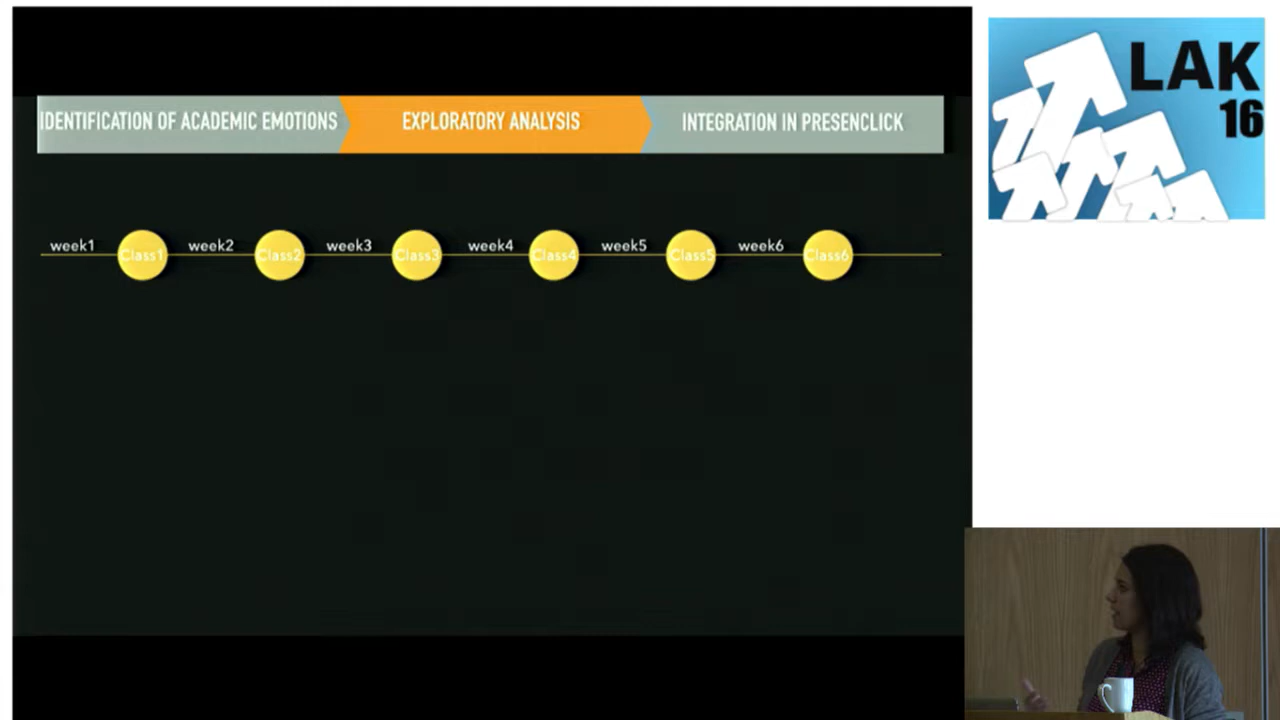 IDENTIFICATION OF ACADEMIC EMOTIONS EXPLORATORY ANALYSIS INTEGRATION IN PRESENCLICK
week1 week2 week3 week4 week5 week6
Class1 Class2 Class3 Class4 Class5 Class6
LAK
16